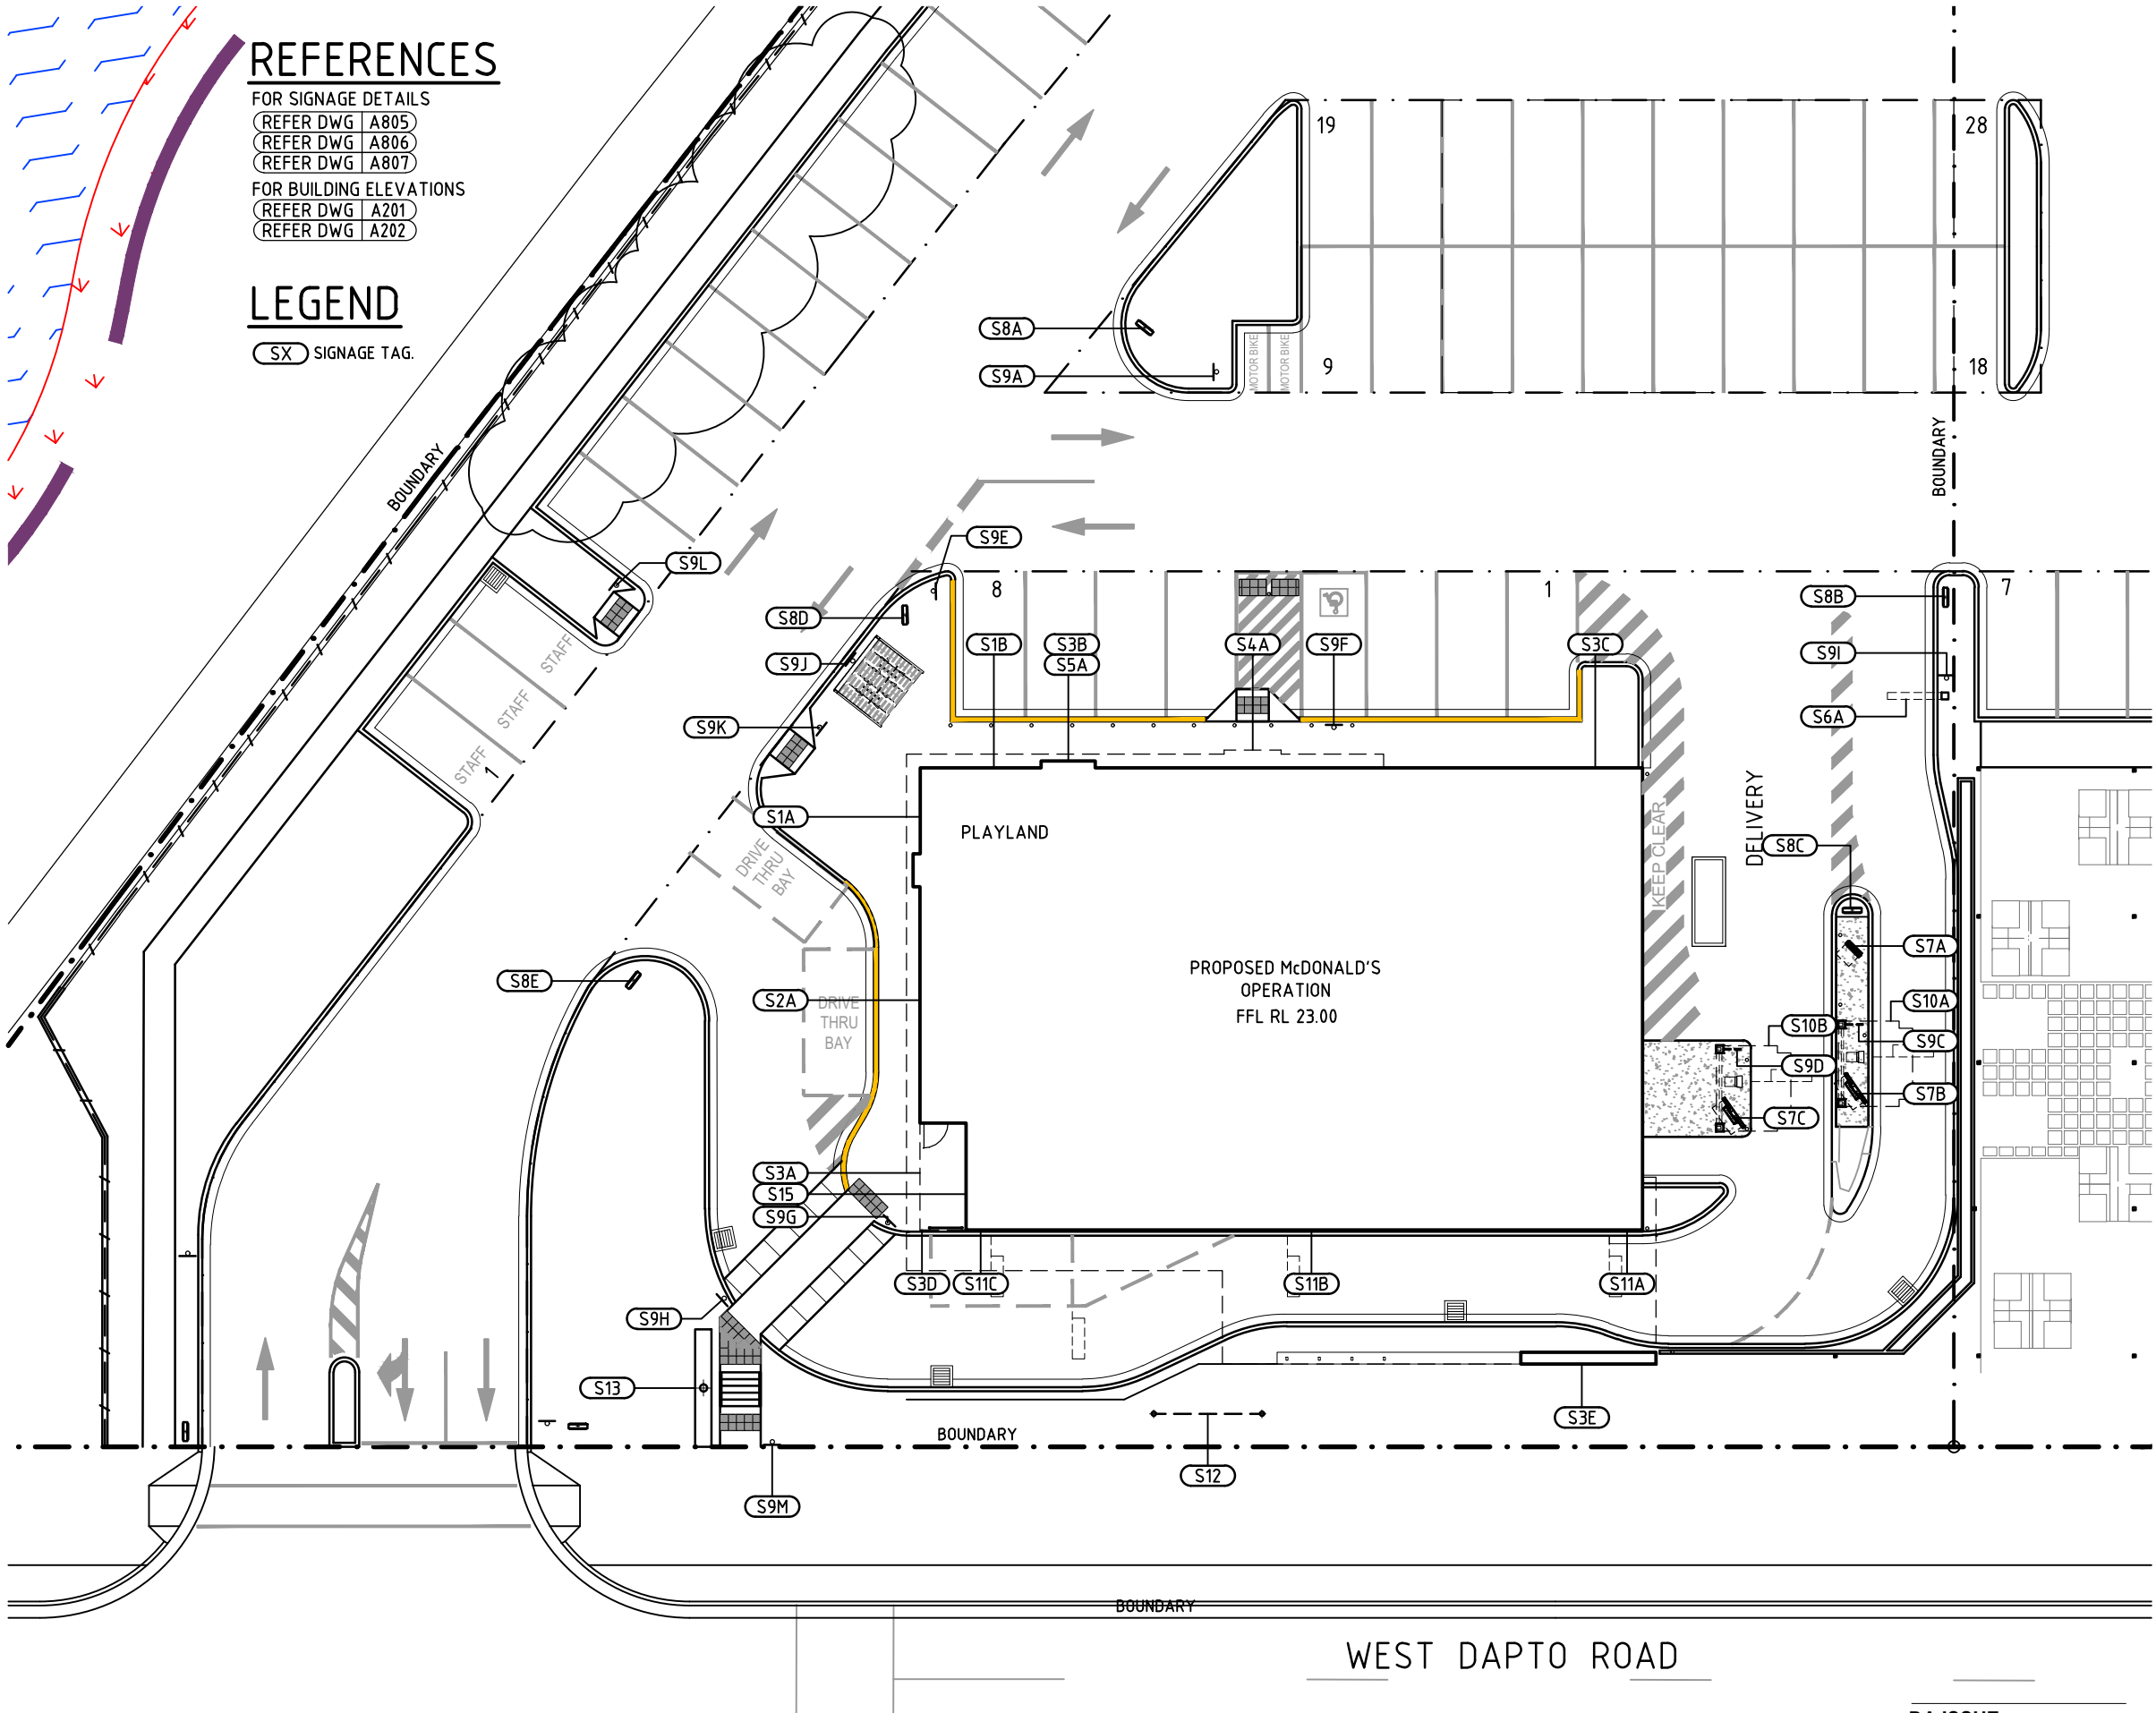 REFERENCES
FOR SIGNAGE DETAILS
REFER DWG A805
REFER DWG A806
REFER DWG A807
FOR BUILDING ELEVATIONS
REFER DWG A201
REFER DWG A202
LEGEND
SX SIGNAGE TAG.
BOUNDARY
19
28
S8A
S9A
MOTOR BIKE
MOTOR BIKE
9
18
BOUNDARY
S9E
S9L
S8D
8
1
S8B
7
S9J
S1B
S3B
S5A
S4A
S9F
S3C
S9I
S9K
S6A
STAFF
STAFF
STAFF
1
S1A
PLAYLAND
KEEP CLEAR
DELIVERY
S8C
DRIVE
THRU
BAY
S7A
S8E
S2A
DRIVE
THRU
BAY
PROPOSED McDONALD'S
OPERATION
FFL RL 23.00
S10A
S10B
S9C
S9D
S7B
S7C
S3A
S15
S9G
S3D
S11C
S11B
S11A
S9H
S13
S3E
BOUNDARY
S12
S9M
BOUNDARY
WEST DAPTO ROAD